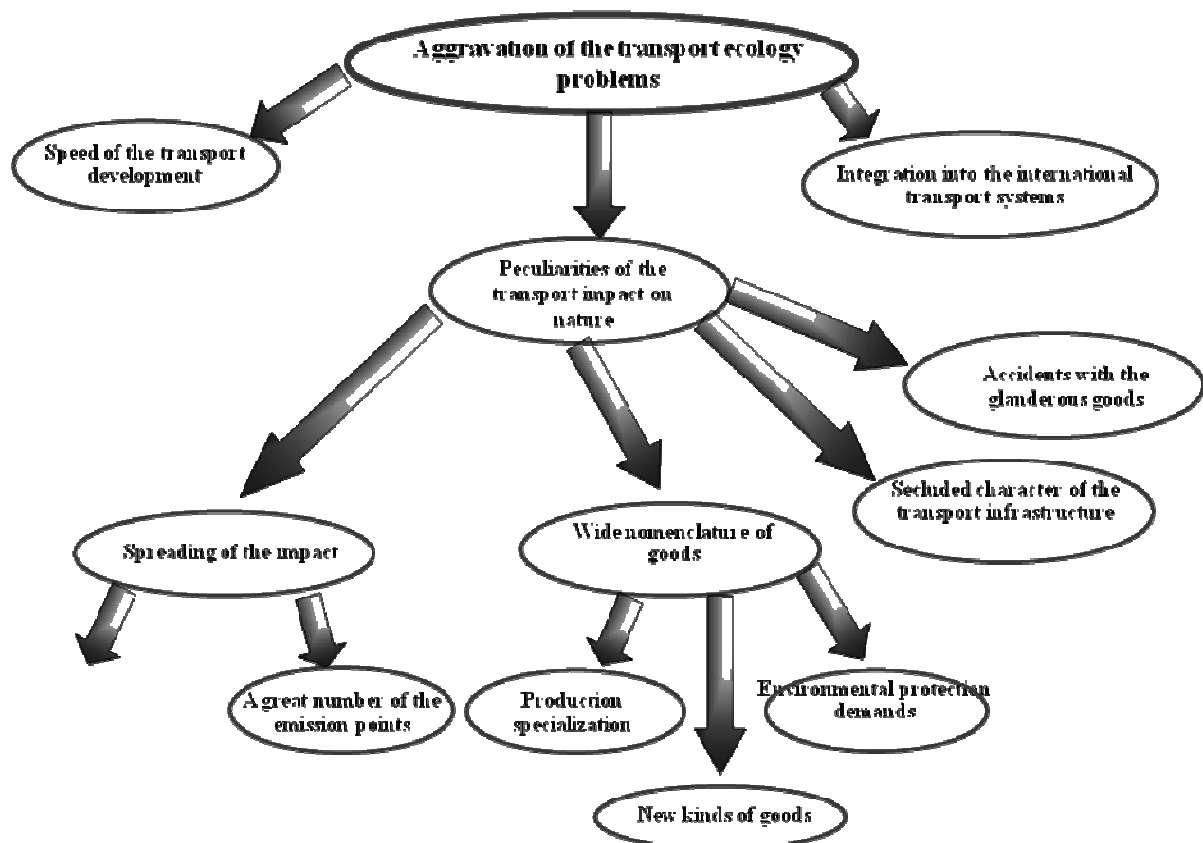 Aggravation of the transport ecology
problems
Speed of the transport
development
Integration into the international
transport systems
Peculiarities of the
transport impact on
nature
Accidents with the
glanderous goods
Secluded character of the
transport infrastructure
Spreading of the impact
Wide nomenclature of
goods
A great number of the
emission points
Production
specialization
Environmental protection
demands
New kinds of goods